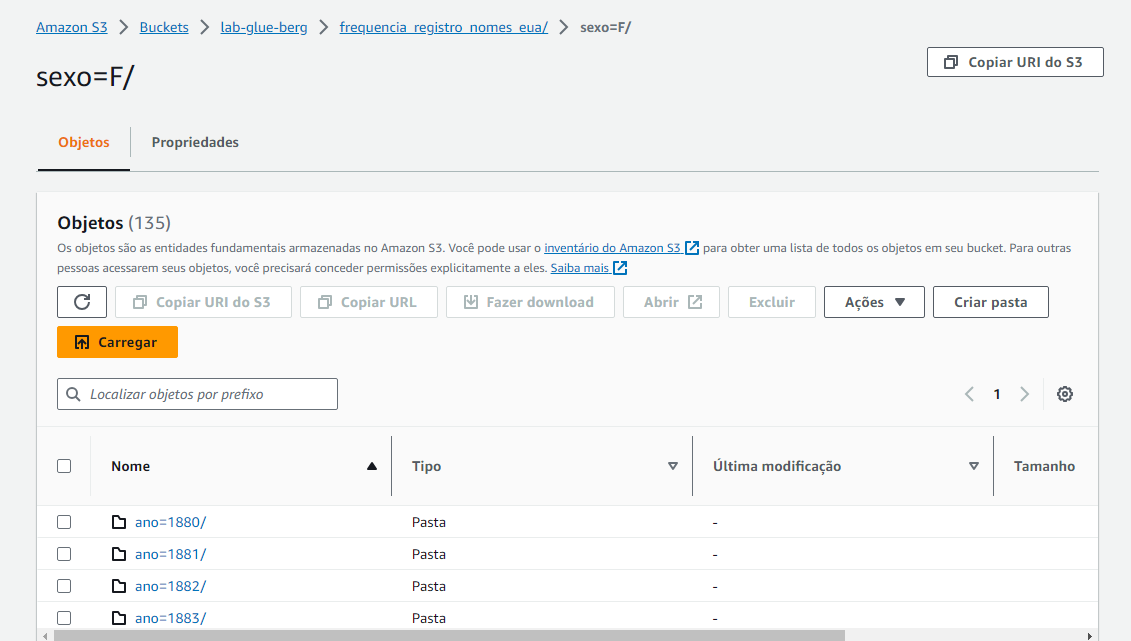 Amazon S3 > Buckets > lab-glue-berg > frequencia_registro_nomes_eua/ > sexo=F/
sexo=F/
Copiar URI do S3
Objetos
Propriedades
Objetos (135)
Os objetos são as entidades fundamentais armazenadas no Amazon S3. Você pode usar o inventário do Amazon S3 para obter uma lista de todos os objetos em seu bucket. Para outras
pessoas acessarem seus objetos, você precisará conceder permissões explicitamente a eles. Saiba mais
Copiar URI do S3 Copiar URL Fazer download Abrir Excluir Ações Criar pasta
Carregar
Localizar objetos por prefixo
1
Nome Tipo Última modificação Tamanho
ano=1880/ Pasta -
ano=1881/ Pasta -
ano=1882/ Pasta -
ano=1883/ Pasta -